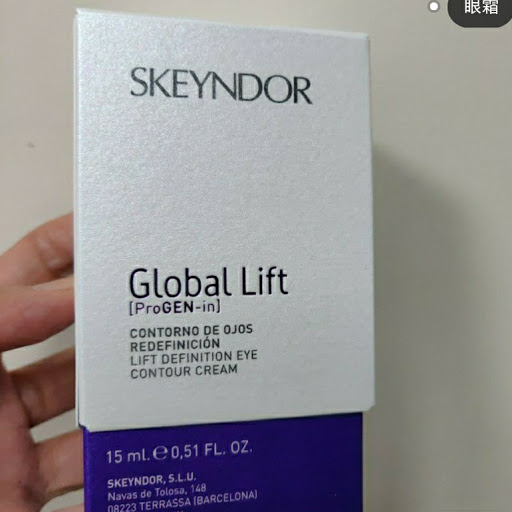 眼霜
SKEYNDOR
Global Lift
[ProGEN-in]
CONTORNO DE OJOS
REDEFINICIÓN
LIFT DEFINITION EYE
CONTOUR CREAM
15 ml. ℮ 0,51 FL. OZ.
SKEYNDOR, S.L.U.
Navas de Tolosa, 148
08223 TERRASSA (BARCELONA)